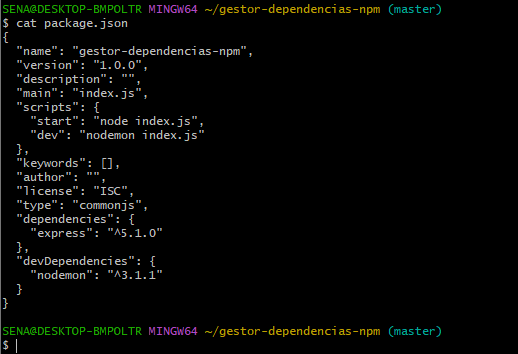 SENA@DESKTOP-BMPOLTR MINGW64 ~/gestor-dependencias-npm (master)
$ cat package.json
{
  "name": "gestor-dependencias-npm",
  "version": "1.0.0",
  "description": "",
  "main": "index.js",
  "scripts": {
    "start": "node index.js",
    "dev": "nodemon index.js"
  },
  "keywords": [],
  "author": "",
  "license": "ISC",
  "type": "commonjs",
  "dependencies": {
    "express": "^5.1.0"
  },
  "devDependencies": {
    "nodemon": "^3.1.1"
  }
}

SENA@DESKTOP-BMPOLTR MINGW64 ~/gestor-dependencias-npm (master)
$